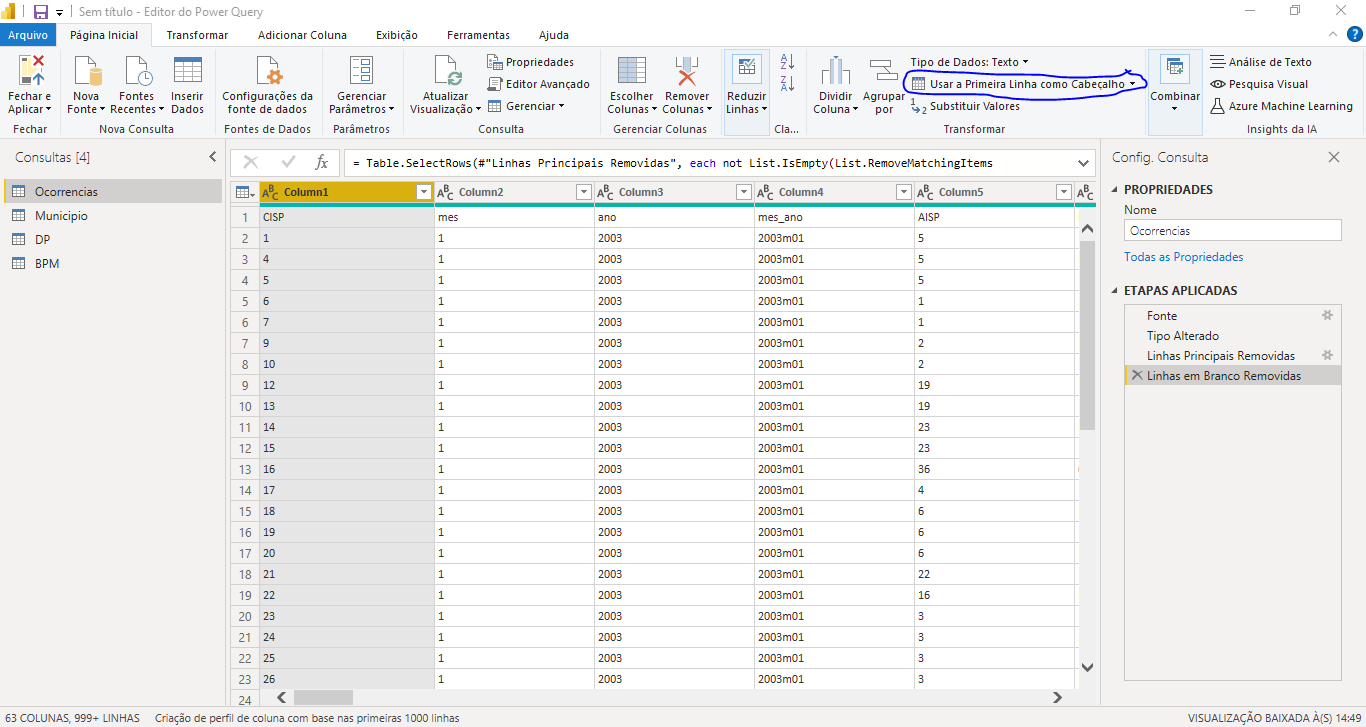 Sem título - Editor do Power Query
Arquivo Página Inicial Transformar Adicionar Coluna Exibição Ferramentas Ajuda
Fechar e Aplicar
Fechar
Nova Fonte
Fontes Recentes
Inserir Dados
Nova Consulta
Configurações da fonte de dados
Fontes de Dados
Gerenciar Parâmetros
Parâmetros
Atualizar Visualização
Propriedades
Editor Avançado
Gerenciar
Consulta
Escolher Colunas
Remover Colunas
Gerenciar Colunas
Reduzir Linhas
A Z
Z A
Cla...
Dividir Coluna
Agrupar por
Tipo de Dados: Texto
Usar a Primeira Linha como Cabeçalho
1 2 Substituir Valores
Transformar
Combinar
Análise de Texto
Pesquisa Visual
Azure Machine Learning
Insights da IA
Consultas [4]
Ocorrencias
Municipio
DP
BPM
fx = Table.SelectRows(#"Linhas Principais Removidas", each not List.IsEmpty(List.RemoveMatchingItems
ABC Column1 ABC Column2 ABC Column3 ABC Column4 ABC Column5 ABC
1 CISP mes ano mes_ano AISP
2 1 1 2003 2003m01 5
3 4 1 2003 2003m01 5
4 5 1 2003 2003m01 5
5 6 1 2003 2003m01 1
6 7 1 2003 2003m01 1
7 9 1 2003 2003m01 2
8 10 1 2003 2003m01 2
9 12 1 2003 2003m01 19
10 13 1 2003 2003m01 19
11 14 1 2003 2003m01 23
12 15 1 2003 2003m01 23
13 16 1 2003 2003m01 36
14 17 1 2003 2003m01 4
15 18 1 2003 2003m01 6
16 19 1 2003 2003m01 6
17 20 1 2003 2003m01 6
18 21 1 2003 2003m01 22
19 22 1 2003 2003m01 16
20 23 1 2003 2003m01 3
21 24 1 2003 2003m01 3
22 25 1 2003 2003m01 3
23 26 1 2003 2003m01 3
24
Config. Consulta
PROPRIEDADES
Nome
Ocorrencias
Todas as Propriedades
ETAPAS APLICADAS
Fonte
Tipo Alterado
Linhas Principais Removidas
Linhas em Branco Removidas
63 COLUNAS, 999+ LINHAS Criação de perfil de coluna com base nas primeiras 1000 linhas VISUALIZAÇÃO BAIXADA À(S) 14:49